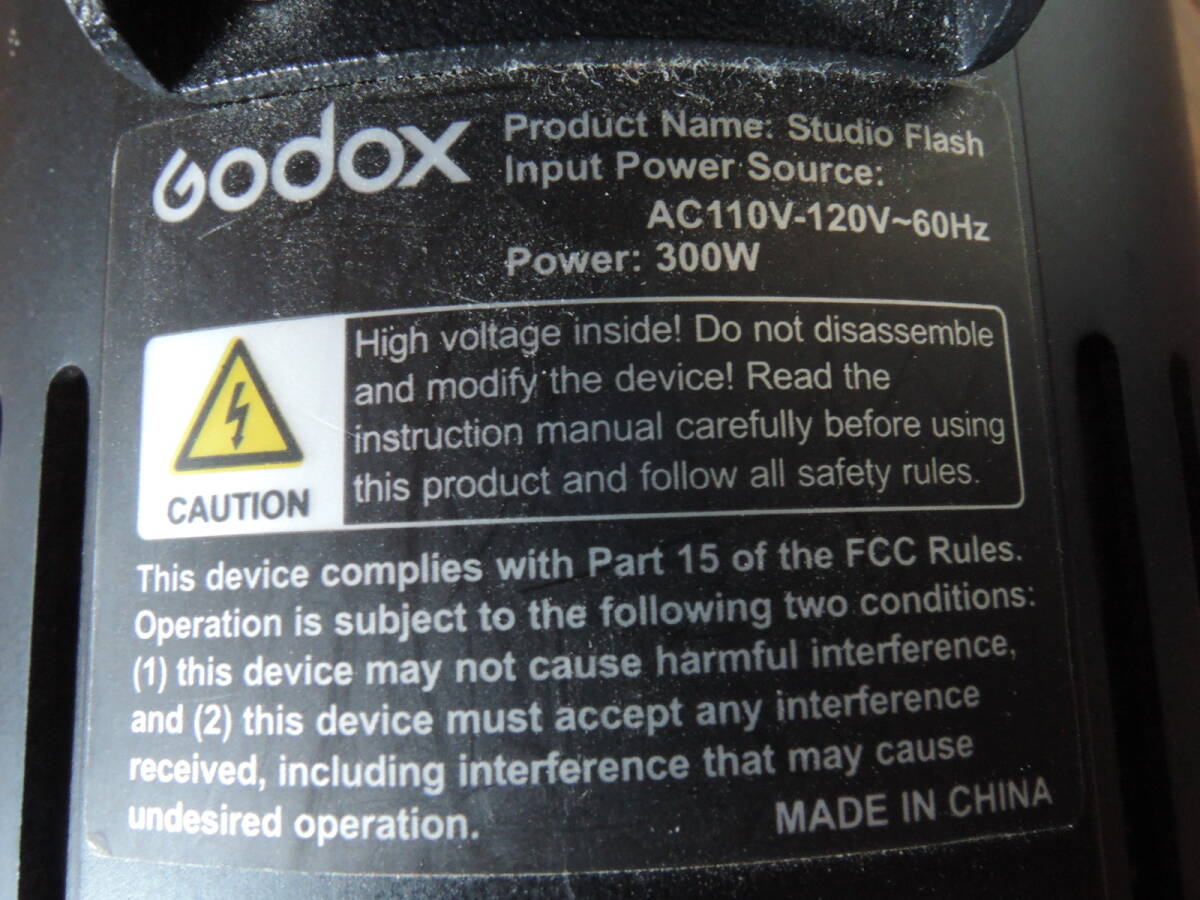 Godox
Product Name: Studio Flash
Input Power Source:
AC110V-120V~60Hz
Power: 300W
CAUTION
High voltage inside! Do not disassemble
and modify the device! Read the
instruction manual carefully before using
this product and follow all safety rules.
This device complies with Part 15 of the FCC Rules.
Operation is subject to the following two conditions:
(1) this device may not cause harmful interference,
and (2) this device must accept any interference
received, including interference that may cause
undesired operation.
MADE IN CHINA